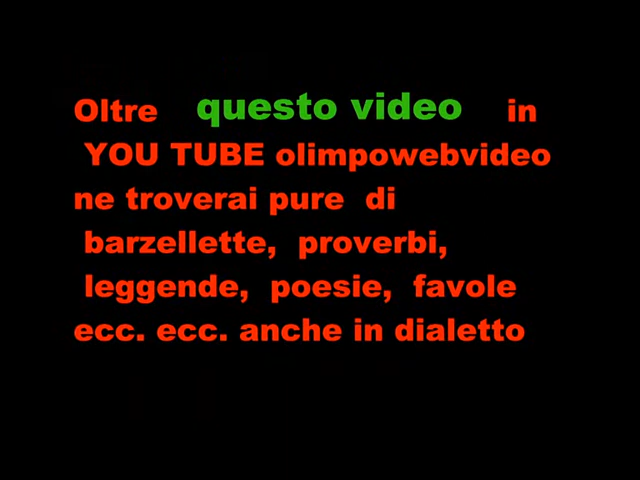 Oltre questo video in
YOU TUBE olimpowebvideo
ne troverai pure di
barzellette, proverbi,
leggende, poesie, favole
ecc. ecc. anche in dialetto